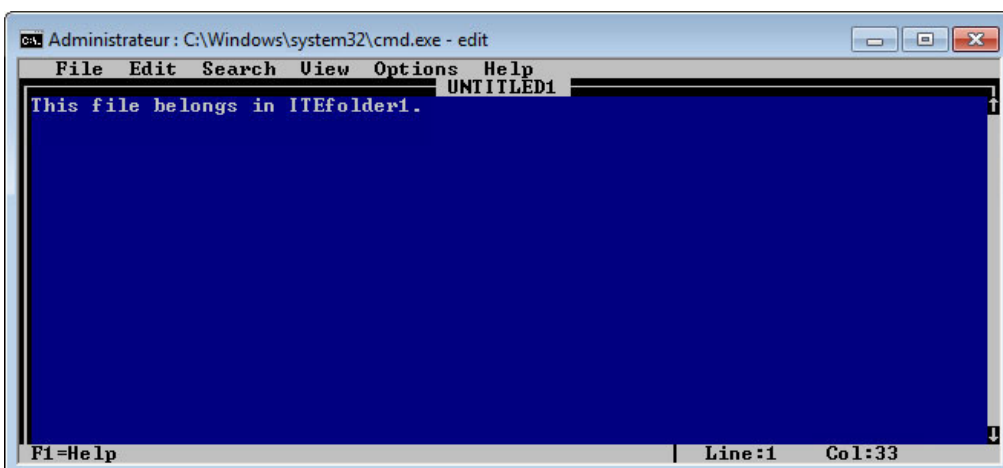 Administrateur : C:\Windows\system32\cmd.exe - edit
File Edit Search View Options Help
UNTITLED1
This file belongs in ITEfolder1.
F1=Help Line:1 Col:33